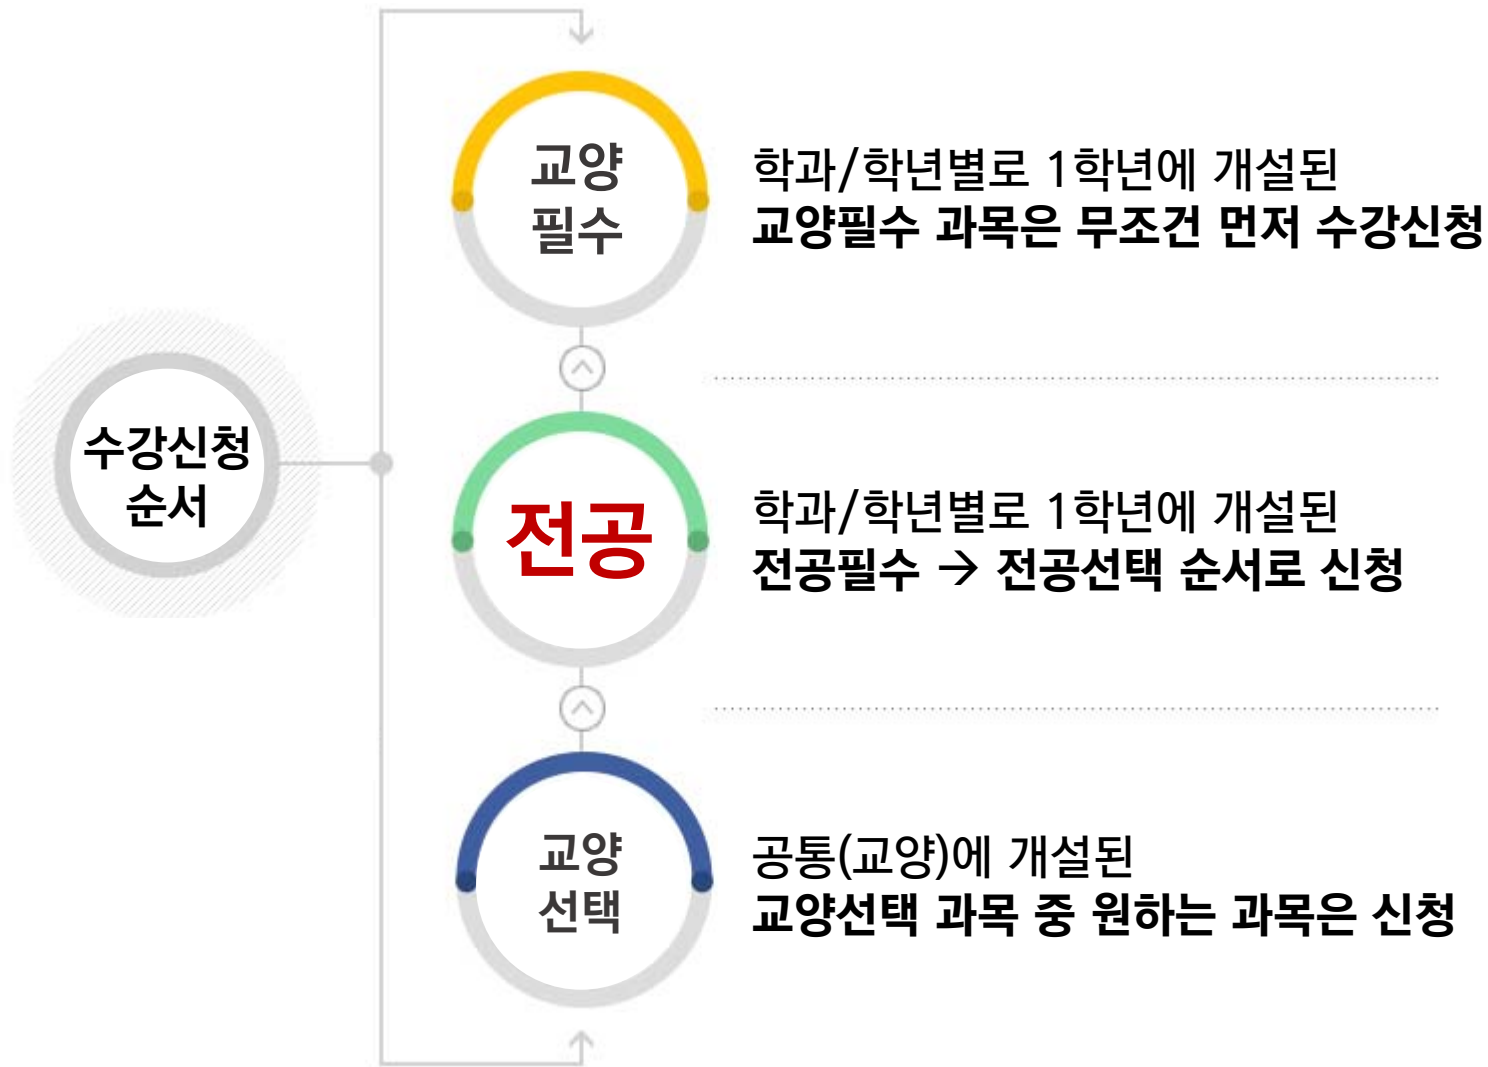 수강신청
순서
교양
필수
학과/학년별로 1학년에 개설된
교양필수 과목은 무조건 먼저 수강신청
전공
학과/학년별로 1학년에 개설된
전공필수 → 전공선택 순서로 신청
교양
선택
공통(교양)에 개설된
교양선택 과목 중 원하는 과목은 신청